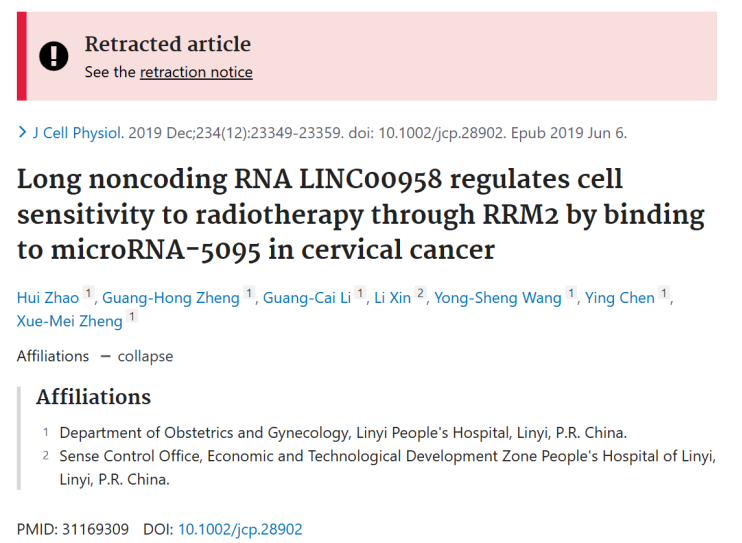 Retracted article
See the retraction notice
J Cell Physiol. 2019 Dec;234(12):23349-23359. doi: 10.1002/jcp.28902. Epub 2019 Jun 6.
Long noncoding RNA LINC00958 regulates cell
sensitivity to radiotherapy through RRM2 by binding
to microRNA-5095 in cervical cancer
Hui Zhao 1, Guang-Hong Zheng 1, Guang-Cai Li 1, Li Xin 2, Yong-Sheng Wang 1, Ying Chen 1,
Xue-Mei Zheng 1
Affiliations − collapse
Affiliations
1 Department of Obstetrics and Gynecology, Linyi People's Hospital, Linyi, P.R. China.
2 Sense Control Office, Economic and Technological Development Zone People's Hospital of Linyi,
Linyi, P.R. China.
PMID: 31169309 DOI: 10.1002/jcp.28902